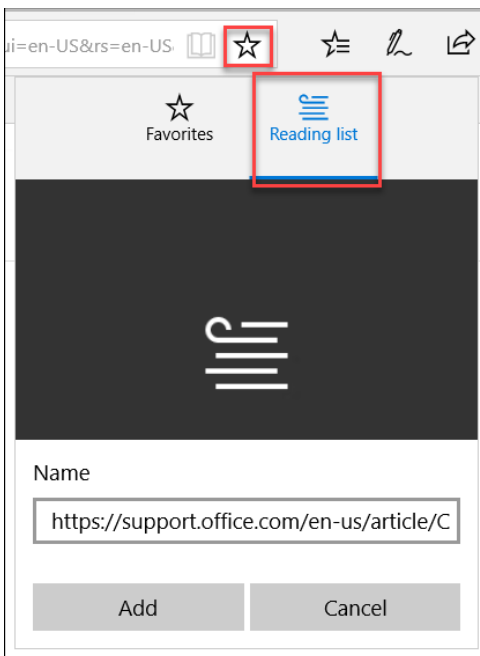 ui=en-US&rs=en-US
Favorites
Reading list
Name
https://support.office.com/en-us/article/C
Add
Cancel